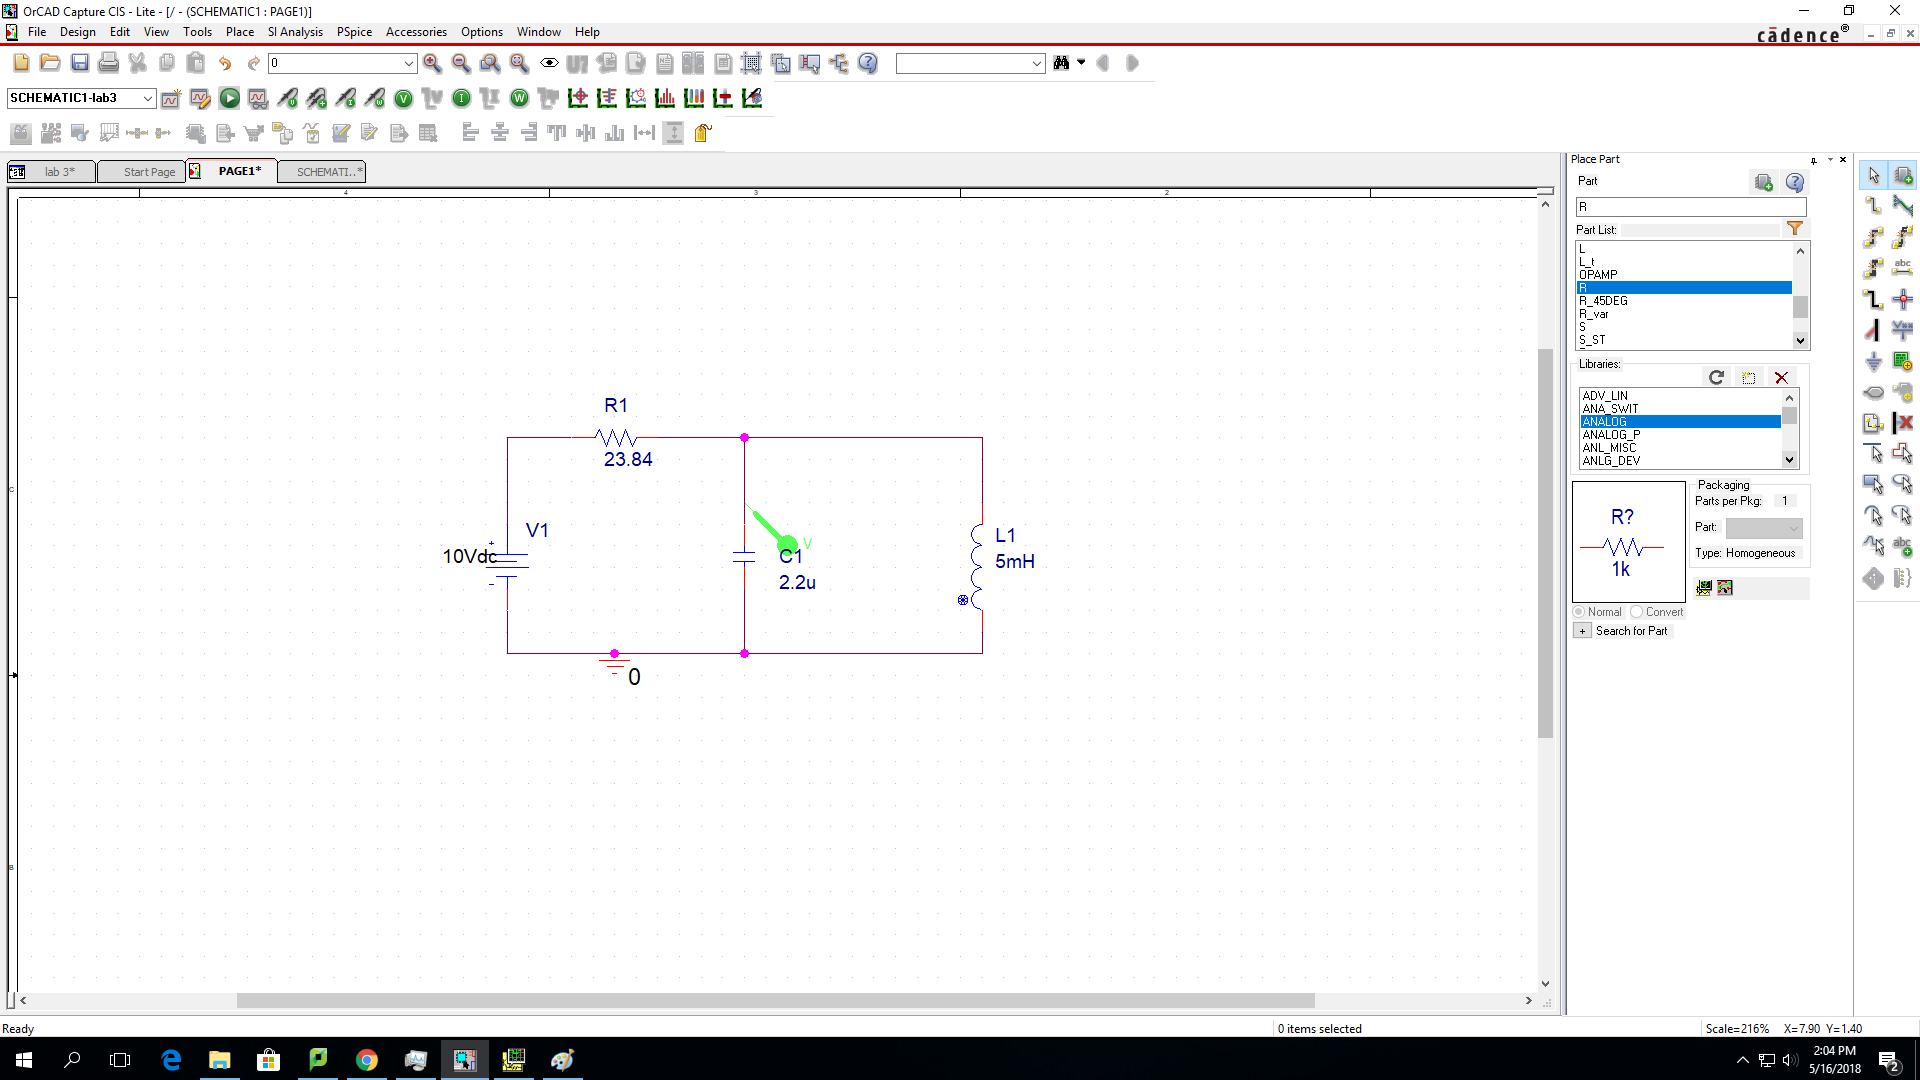 OrCAD Capture CIS - Lite - [/ - (SCHEMATIC1 : PAGE1)]
File Design Edit View Tools Place SI Analysis PSpice Accessories Options Window Help
cādence®
0
SCHEMATIC1-lab3
lab 3* Start Page PAGE1* SCHEMATI..*
4 3 2
C
B
R1
23.84
V1
10Vdc
+
-
V
C1
2.2u
L1
5mH
0
Place Part
Part
R
Part List:
L
L_t
OPAMP
R
R_45DEG
R_var
S
S_ST
Libraries:
ADV_LIN
ANA_SWIT
ANALOG
ANALOG_P
ANL_MISC
ANLG_DEV
R?
1k
Packaging
Parts per Pkg: 1
Part:
Type: Homogeneous
Normal Convert
+ Search for Part
abc
abc
Ready 0 items selected Scale=216% X=7.90 Y=1.40
2:04 PM
5/16/2018
2